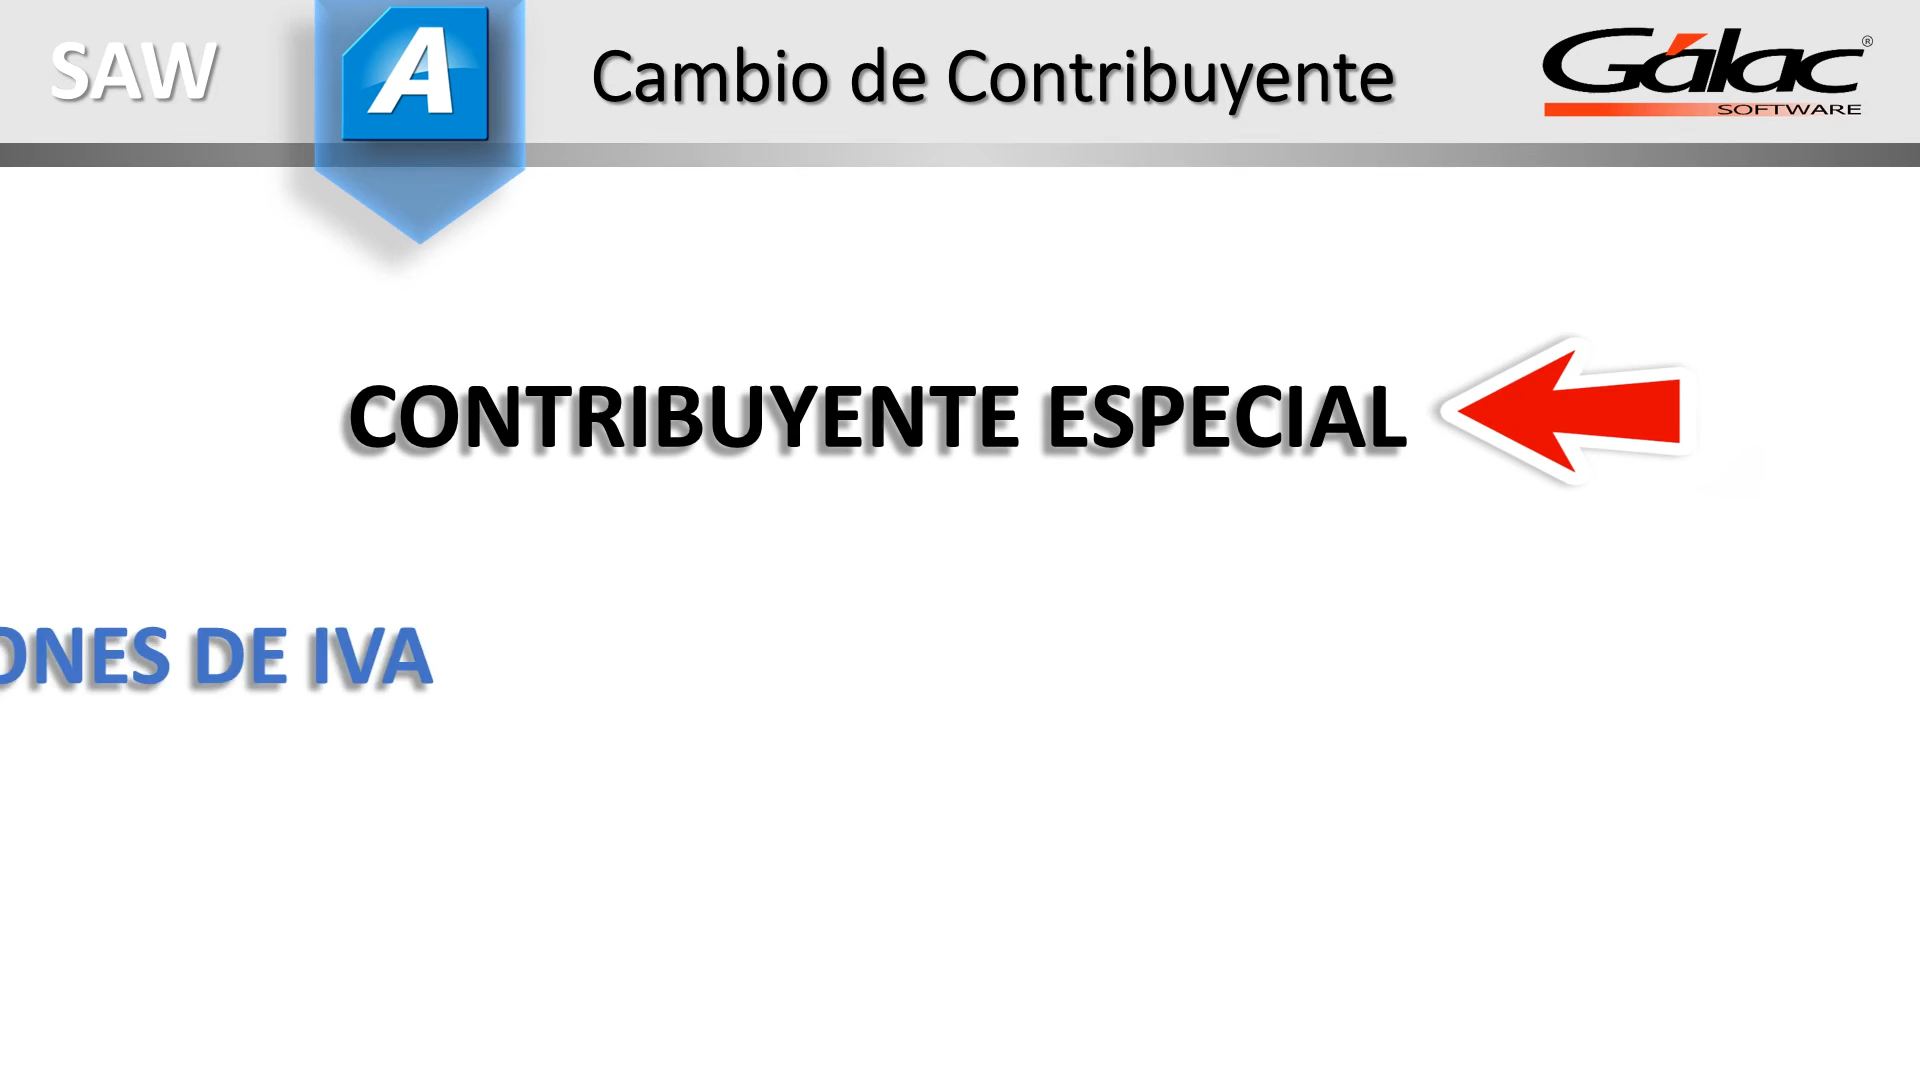 SAW
A
Cambio de Contribuyente
Gálac®
SOFTWARE
CONTRIBUYENTE ESPECIAL
ONES DE IVA